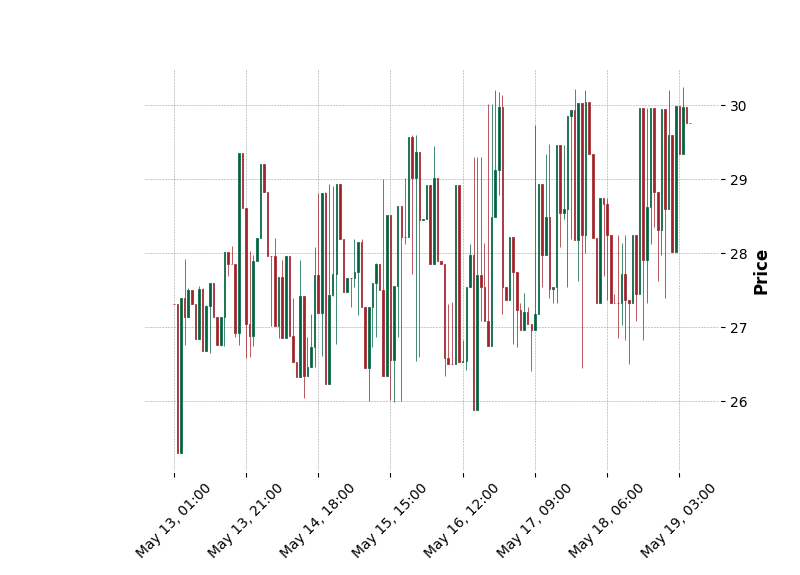 30
29
28
27
26
Price
May 13, 01:00
May 13, 21:00
May 14, 18:00
May 15, 15:00
May 16, 12:00
May 17, 09:00
May 18, 06:00
May 19, 03:00